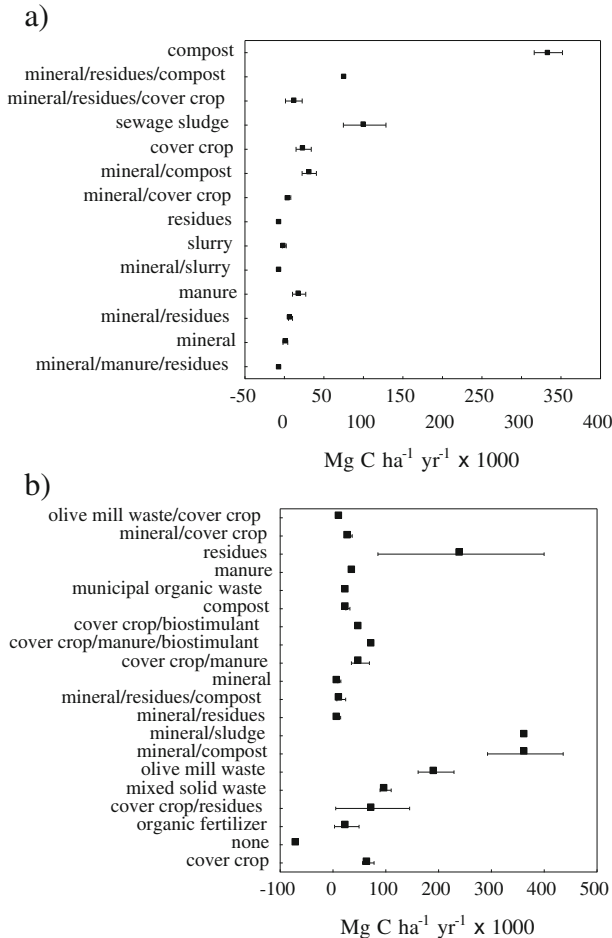 a)
compost
mineral/residues/compost
mineral/residues/cover crop
sewage sludge
cover crop
mineral/compost
mineral/cover crop
residues
slurry
mineral/slurry
manure
mineral/residues
mineral
mineral/manure/residues
-50 50 150 250 350
0 100 200 300 400
Mg C ha-1 yr-1 x 1000
b)
olive mill waste/cover crop
mineral/cover crop
residues
manure
municipal organic waste
compost
cover crop/biostimulant
cover crop/manure/biostimulant
cover crop/manure
mineral
mineral/residues/compost
mineral/residues
mineral/sludge
mineral/compost
olive mill waste
mixed solid waste
cover crop/residues
organic fertilizer
none
cover crop
-100 0 100 200 300 400 500
Mg C ha-1 yr-1 x 1000